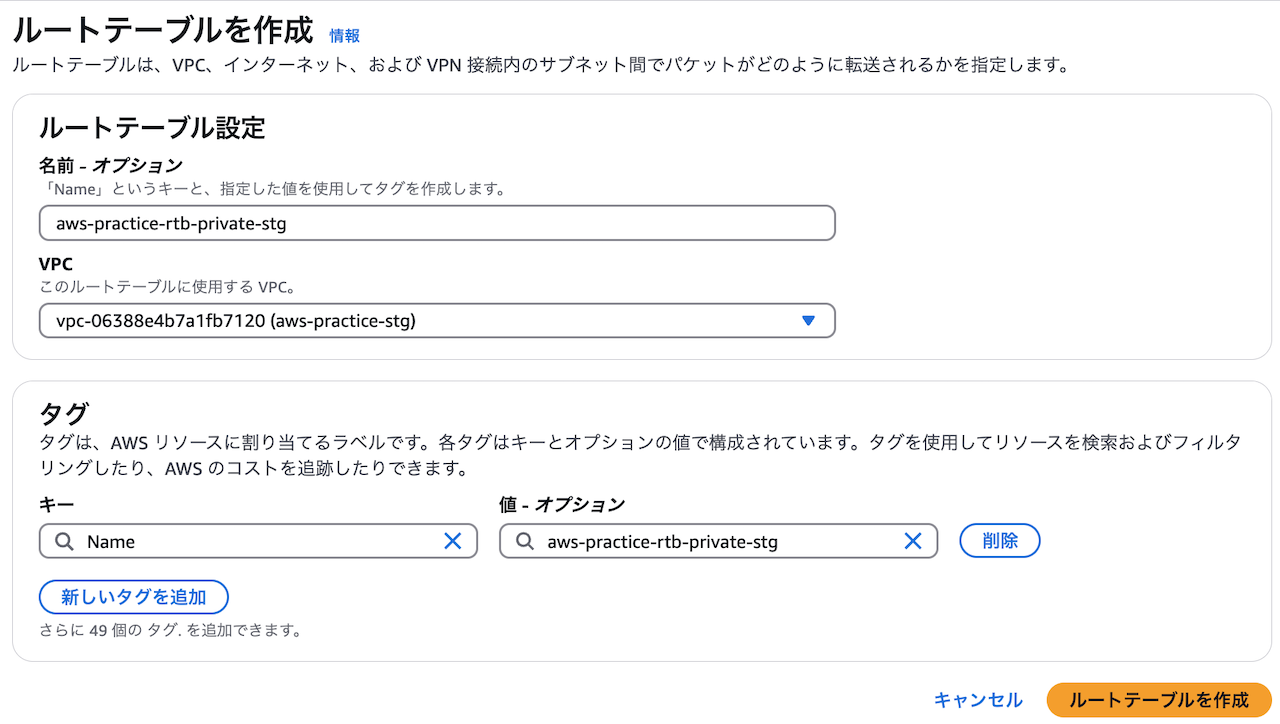 ルートテーブルを作成 情報
ルートテーブルは、VPC、インターネット、および VPN 接続内のサブネット間でパケットがどのように転送されるかを指定します。
ルートテーブル設定
名前 - オプション
「Name」というキーと、指定した値を使用してタグを作成します。
aws-practice-rtb-private-stg
VPC
このルートテーブルに使用する VPC。
vpc-06388e4b7a1fb7120 (aws-practice-stg)
タグ
タグは、AWS リソースに割り当てるラベルです。各タグはキーとオプションの値で構成されています。タグを使用してリソースを検索およびフィルタ
リングしたり、AWS のコストを追跡したりできます。
キー 値 - オプション
Name aws-practice-rtb-private-stg 削除
新しいタグを追加
さらに 49 個の タグ. を追加できます。
キャンセル ルートテーブルを作成